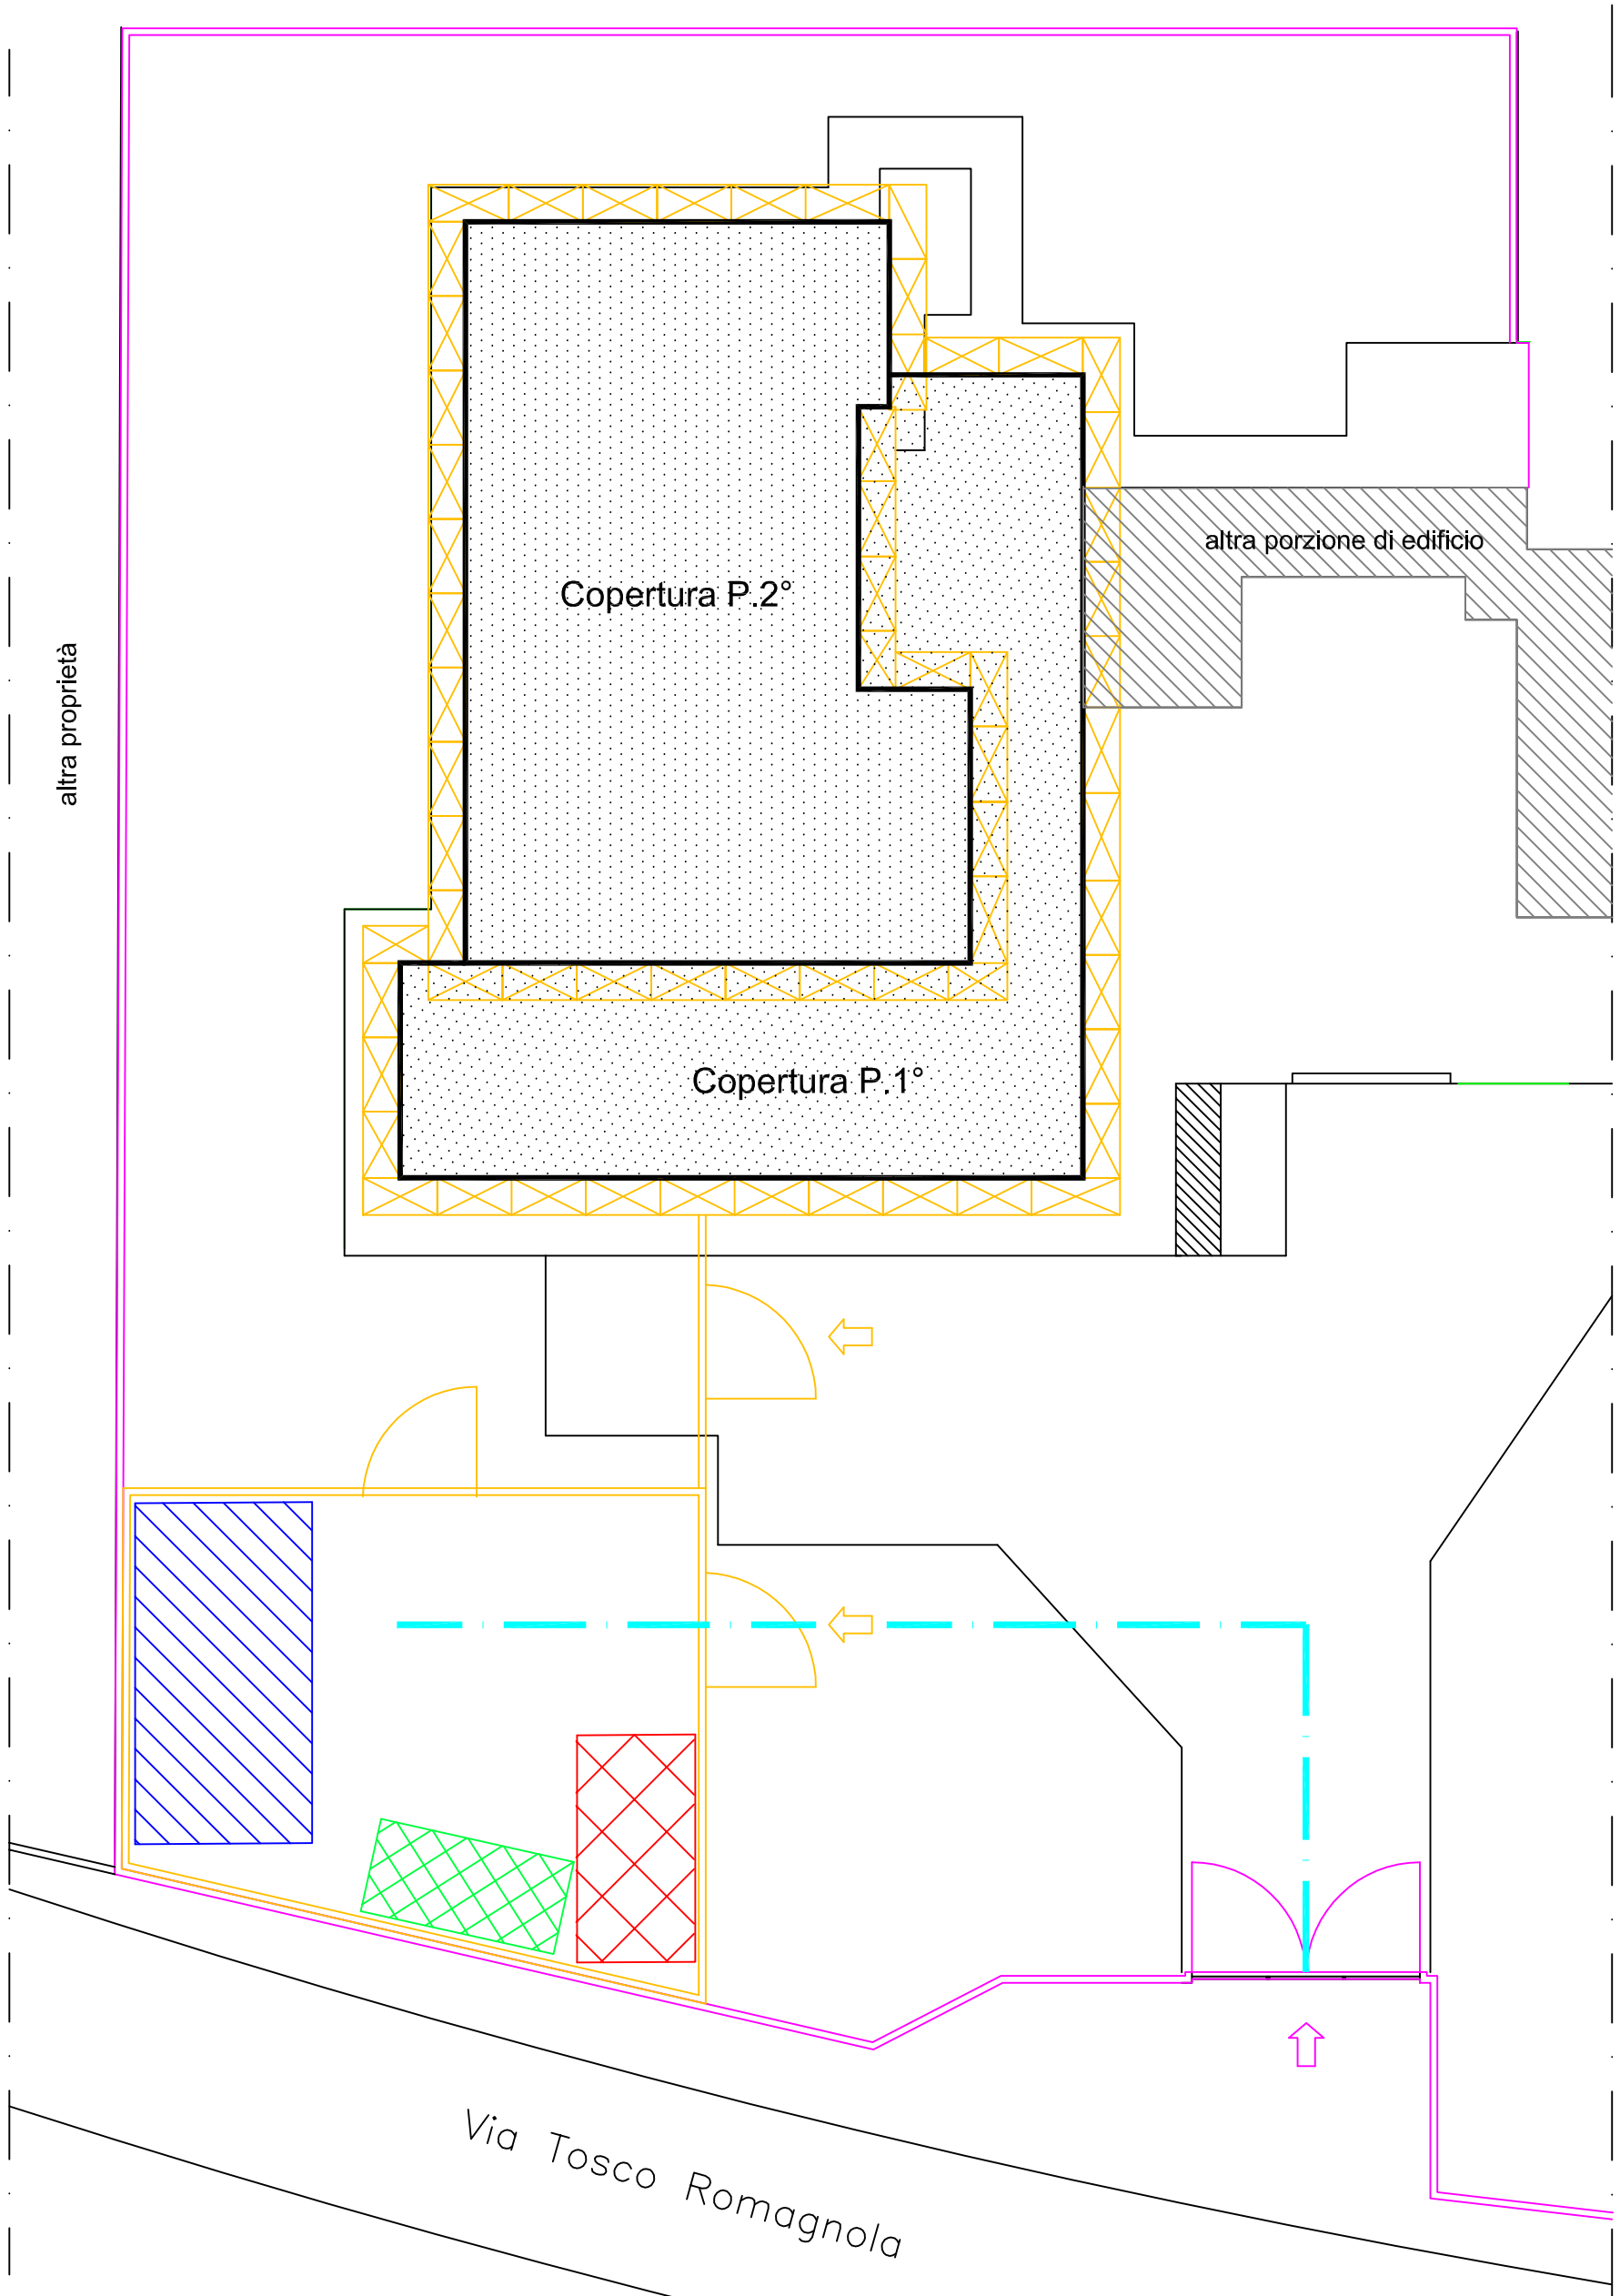 altra porzione di edificio
Copertura P.2°
altra proprietà
Copertura P.1°
Via Tosco Romagnola